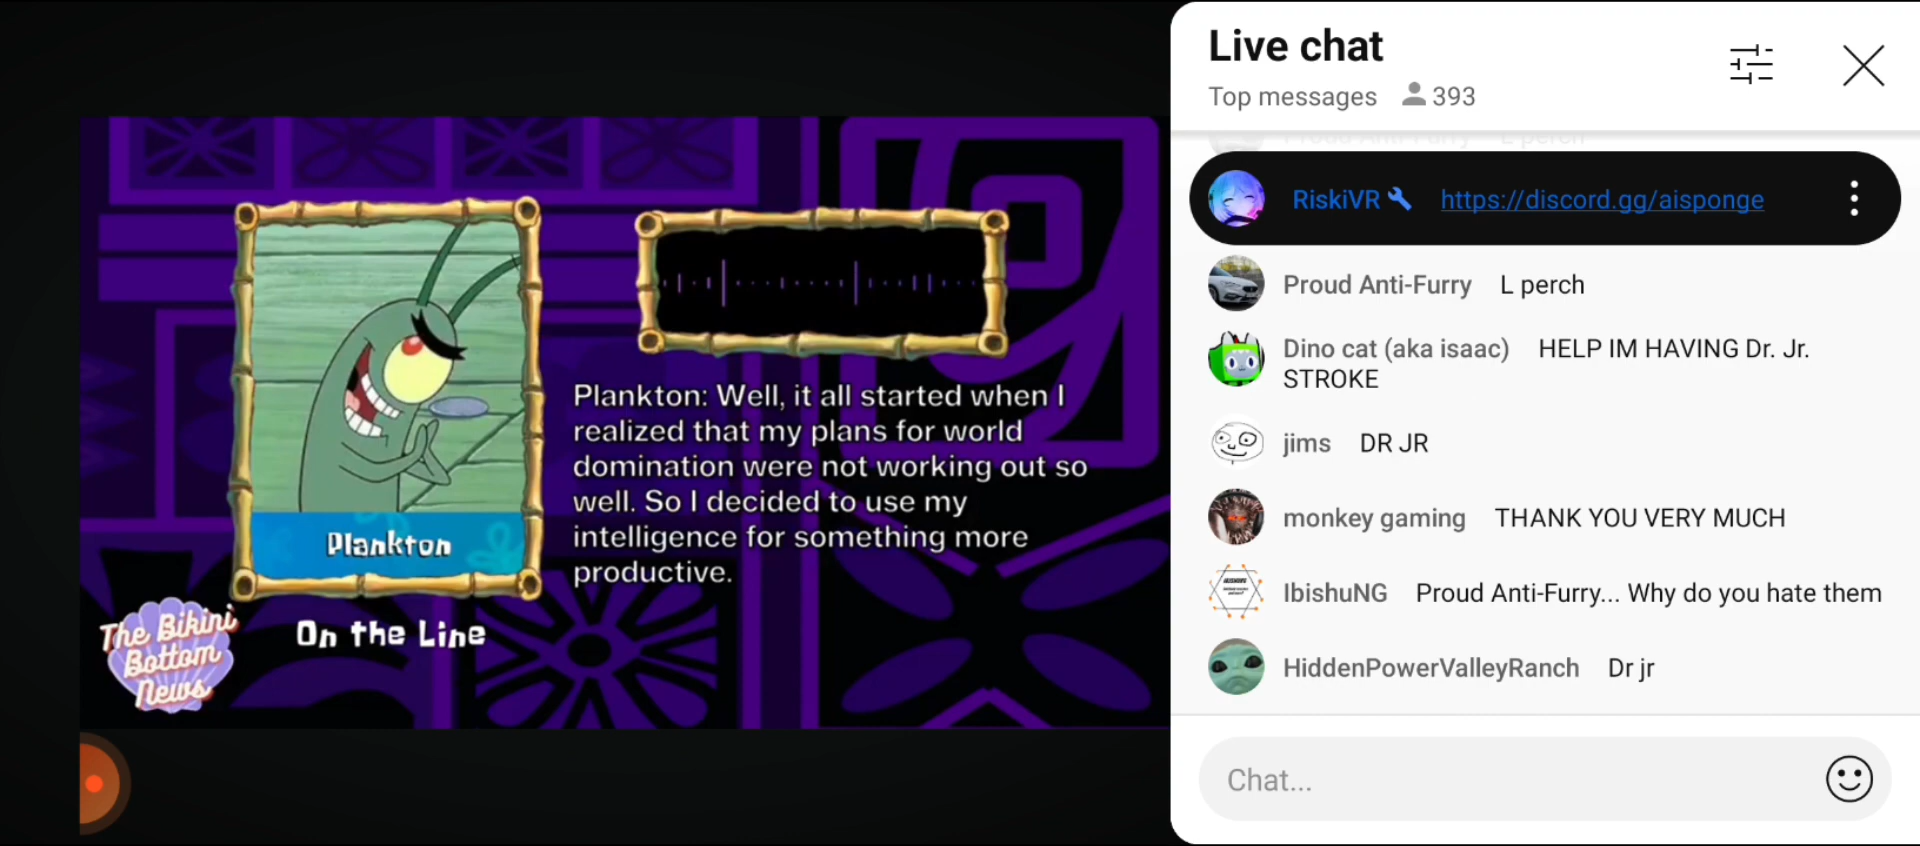 Plankton
On the Line
The Bikini
Bottom
News
Plankton: Well, it all started when I
realized that my plans for world
domination were not working out so
well. So I decided to use my
intelligence for something more
productive.
Live chat
Top messages 393
Proud Anti-Furry L perch
RiskiVR https://discord.gg/aisponge
Proud Anti-Furry L perch
Dino cat (aka isaac) HELP IM HAVING Dr. Jr.
STROKE
jims DR JR
monkey gaming THANK YOU VERY MUCH
IbishuNG Proud Anti-Furry... Why do you hate them
HiddenPowerValleyRanch Dr jr
Chat...